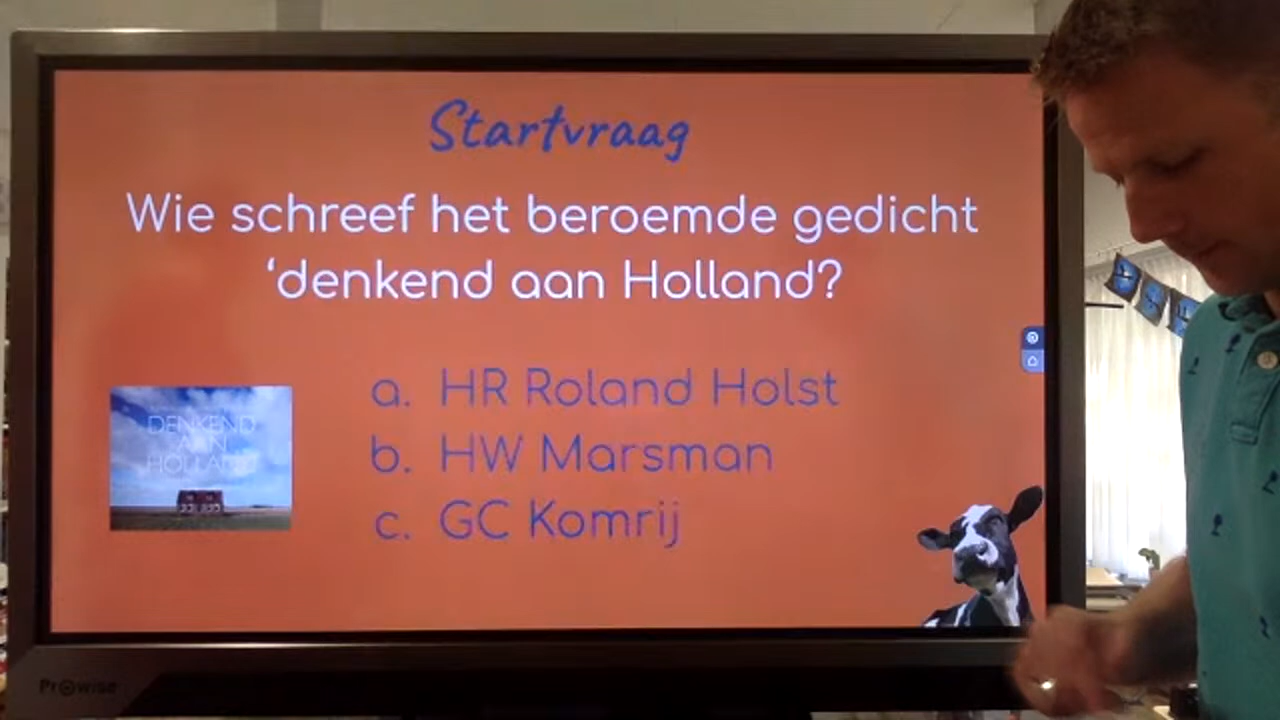 Startvraag
Wie schreef het beroemde gedicht
‘denkend aan Holland?
a. HR Roland Holst
b. HW Marsman
c. GC Komrij
DENKEND
AAN
HOLLAND
Prowise